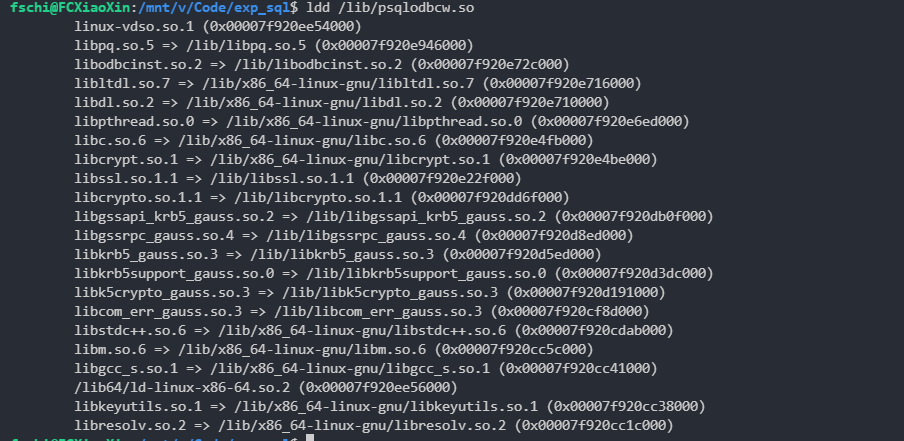 fschi@FCXiaoXin:/mnt/v/Code/exp_sql$ ldd /lib/psqlodbcw.so
linux-vdso.so.1 (0x00007f920ee54000)
libpq.so.5 => /lib/libpq.so.5 (0x00007f920e946000)
libodbcinst.so.2 => /lib/libodbcinst.so.2 (0x00007f920e72c000)
libltdl.so.7 => /lib/x86_64-linux-gnu/libltdl.so.7 (0x00007f920e716000)
libdl.so.2 => /lib/x86_64-linux-gnu/libdl.so.2 (0x00007f920e710000)
libpthread.so.0 => /lib/x86_64-linux-gnu/libpthread.so.0 (0x00007f920e6ed000)
libc.so.6 => /lib/x86_64-linux-gnu/libc.so.6 (0x00007f920e4fb000)
libcrypt.so.1 => /lib/x86_64-linux-gnu/libcrypt.so.1 (0x00007f920e4be000)
libssl.so.1.1 => /lib/libssl.so.1.1 (0x00007f920e22f000)
libcrypto.so.1.1 => /lib/libcrypto.so.1.1 (0x00007f920dd6f000)
libgssapi_krb5_gauss.so.2 => /lib/libgssapi_krb5_gauss.so.2 (0x00007f920db0f000)
libgssrpc_gauss.so.4 => /lib/libgssrpc_gauss.so.4 (0x00007f920d8ed000)
libkrb5_gauss.so.3 => /lib/libkrb5_gauss.so.3 (0x00007f920d5ed000)
libkrb5support_gauss.so.0 => /lib/libkrb5support_gauss.so.0 (0x00007f920d3dc000)
libk5crypto_gauss.so.3 => /lib/libk5crypto_gauss.so.3 (0x00007f920d191000)
libcom_err_gauss.so.3 => /lib/libcom_err_gauss.so.3 (0x00007f920cf8d000)
libstdc++.so.6 => /lib/x86_64-linux-gnu/libstdc++.so.6 (0x00007f920cdab000)
libm.so.6 => /lib/x86_64-linux-gnu/libm.so.6 (0x00007f920cc5c000)
libgcc_s.so.1 => /lib/x86_64-linux-gnu/libgcc_s.so.1 (0x00007f920cc41000)
/lib64/ld-linux-x86-64.so.2 (0x00007f920ee56000)
libkeyutils.so.1 => /lib/x86_64-linux-gnu/libkeyutils.so.1 (0x00007f920cc38000)
libresolv.so.2 => /lib/x86_64-linux-gnu/libresolv.so.2 (0x00007f920cc1c000)